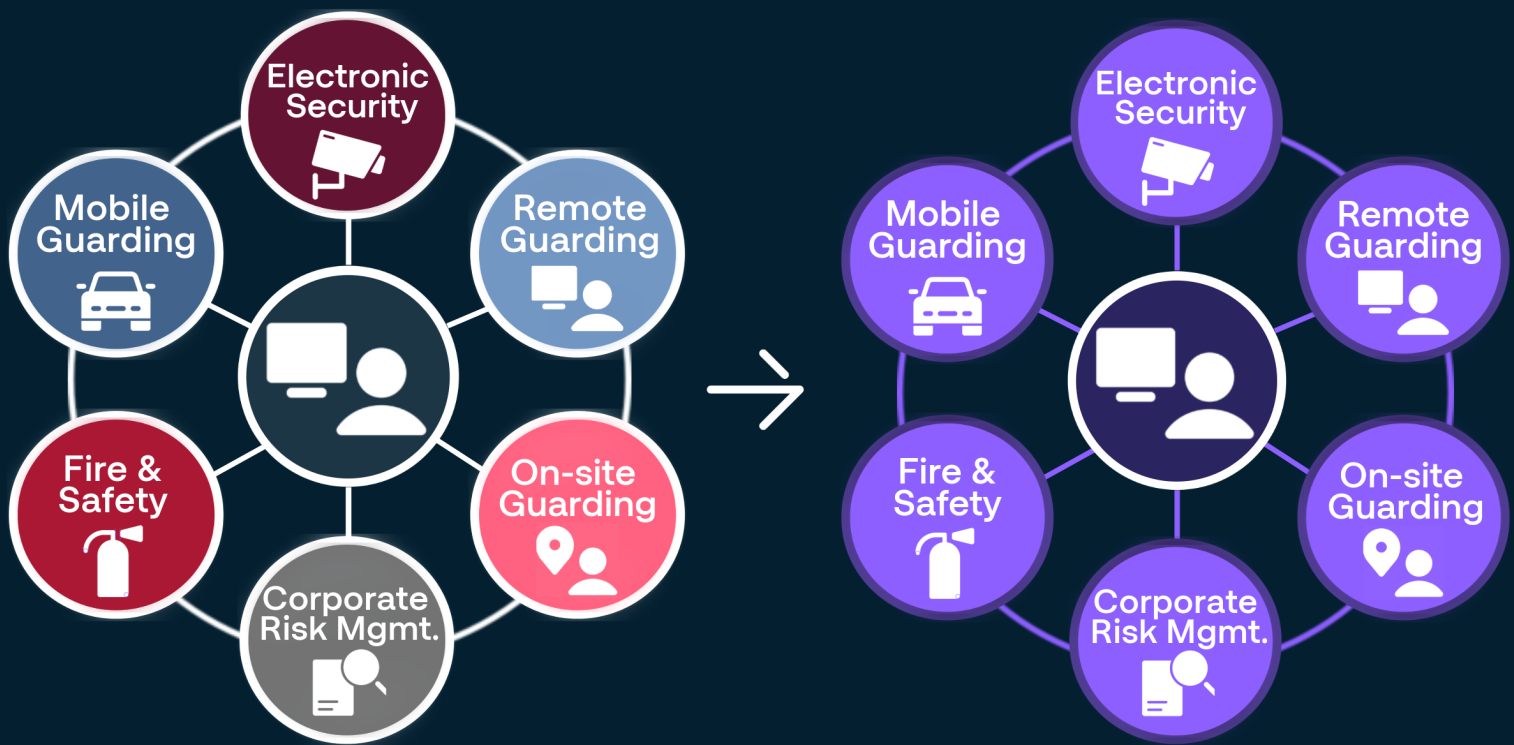 Electronic
Security
Mobile
Guarding
Remote
Guarding
Fire &
Safety
On-site
Guarding
Corporate
Risk Mgmt.
Electronic
Security
Mobile
Guarding
Remote
Guarding
Fire &
Safety
On-site
Guarding
Corporate
Risk Mgmt.